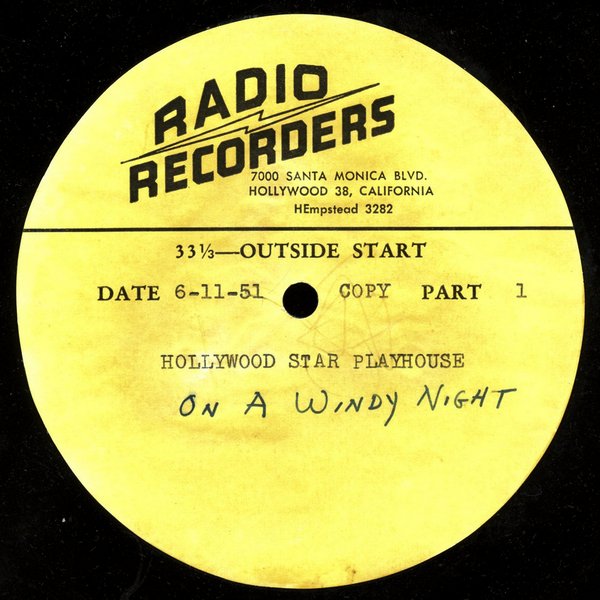 RADIO
RECORDERS
7000 SANTA MONICA BLVD.
HOLLYWOOD 38, CALIFORNIA
HEmpstead 3282
33⅓—OUTSIDE START
DATE 6-11-51 COPY PART 1
HOLLYWOOD STAR PLAYHOUSE
ON A WINDY NIGHT